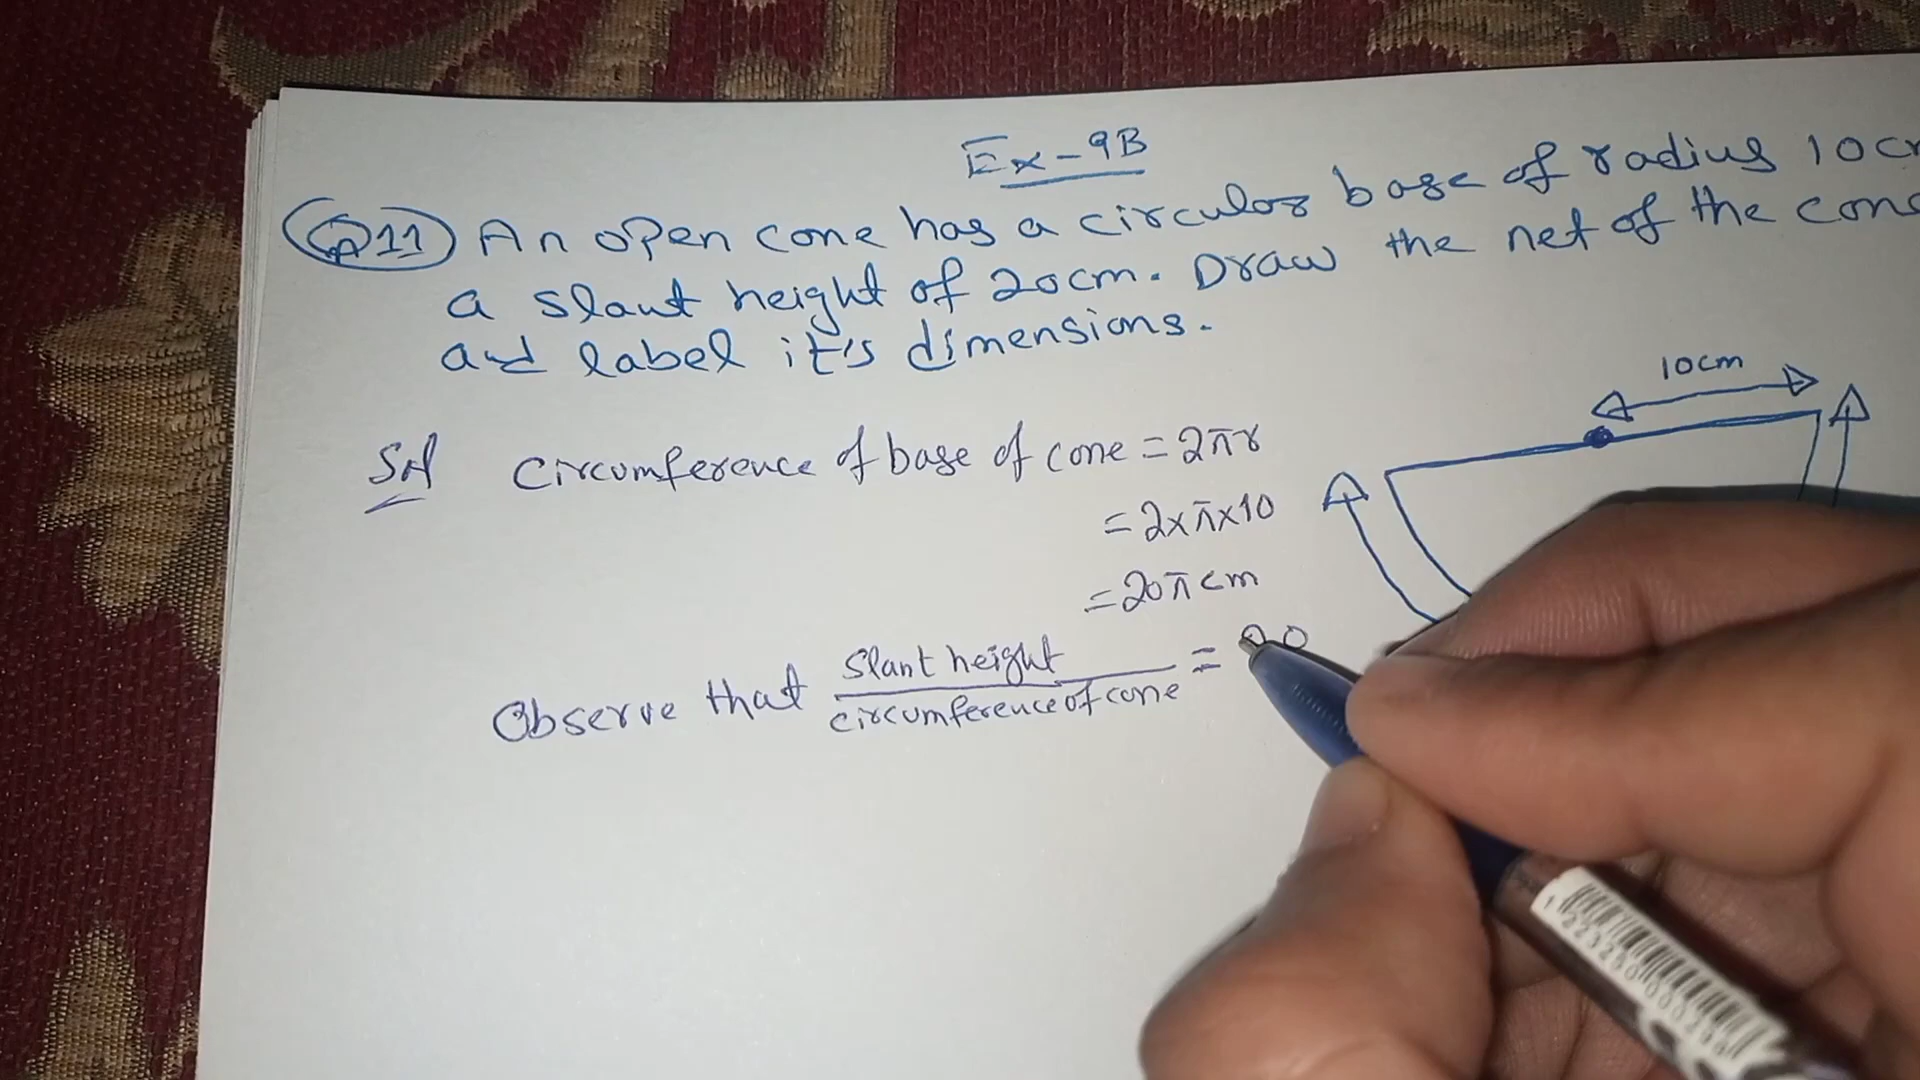 Ex-9B
Q11 An open cone has a circular base of radius 10
a slant height of 20cm. Draw the net of the
and label it's dimensions.
10cm
Sol Circumference of base of cone = 2πr
= 2×π×10
= 20π cm
Observe that slant height
circumference of cone =